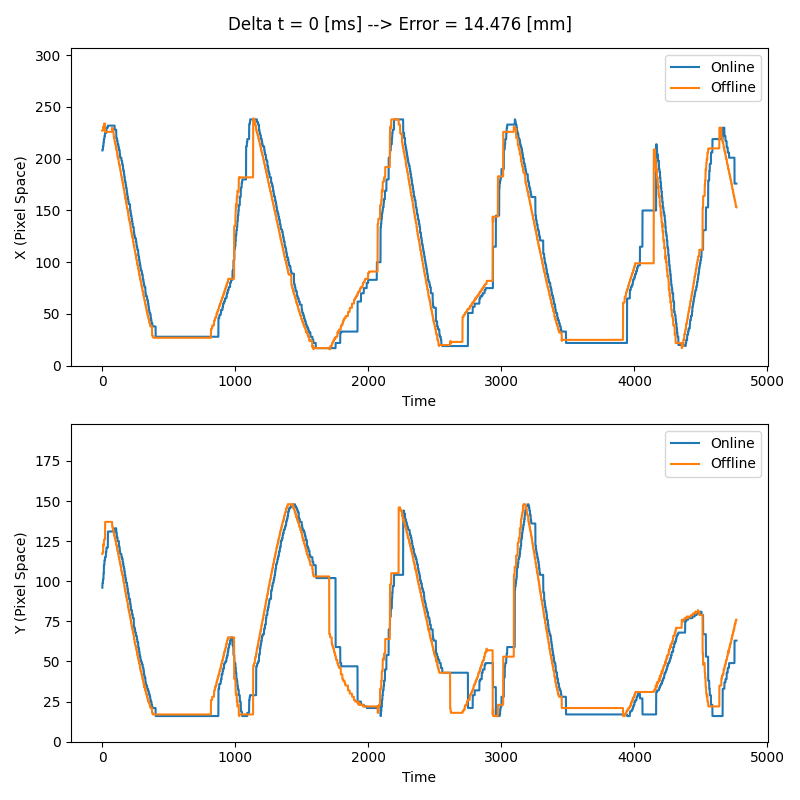 Delta t = 0 [ms] --> Error = 14.476 [mm]
300
250
200
150
100
50
0
X (Pixel Space)
Online
Offline
0 1000 2000 3000 4000 5000
Time
175
150
125
100
75
50
25
0
Y (Pixel Space)
Online
Offline
0 1000 2000 3000 4000 5000
Time